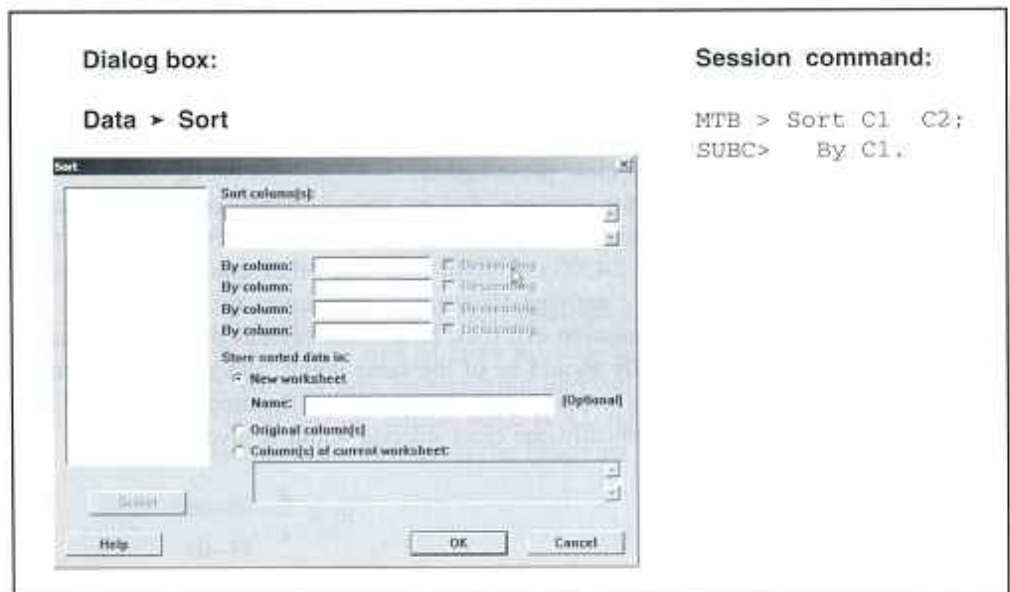 Dialog box:
Data ➤ Sort
Sort
Sort column(s):
By column: Descending
By column: Descending
By column: Descending
By column: Descending
Store sorted data in:
New worksheet
Name: (Optional)
Original column(s)
Column(s) of current worksheet:
Select
Help OK Cancel
Session command:
MTB > Sort C1 C2;
SUBC> By C1.